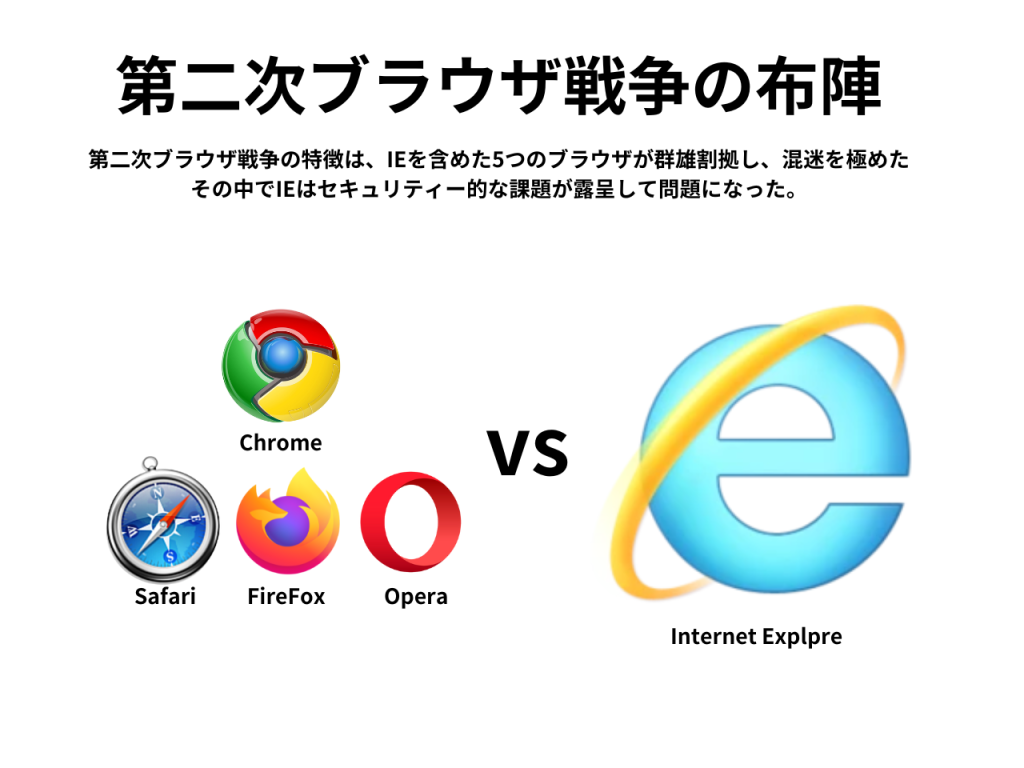 第二次ブラウザ戦争の布陣
第二次ブラウザ戦争の特徴は、IEを含めた5つのブラウザが群雄割拠し、混迷を極めた
その中でIEはセキュリティー的な課題が露呈して問題になった。
Chrome
VS
N
E
W
S
Safari
FireFox
Opera
Internet Explpre